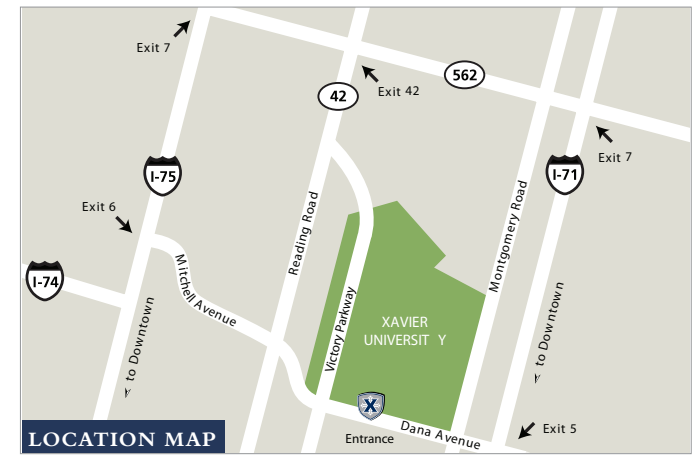 Exit 7
562
42
Exit 42
Exit 7
I-75
I-71
Exit 6
Reading Road
Montgomery Road
I-74
Mitchell Avenue
to Downtown
Victory Parkway
XAVIER
UNIVERSIT Y
to Downtown
X
Dana Avenue
Exit 5
Entrance
LOCATION MAP